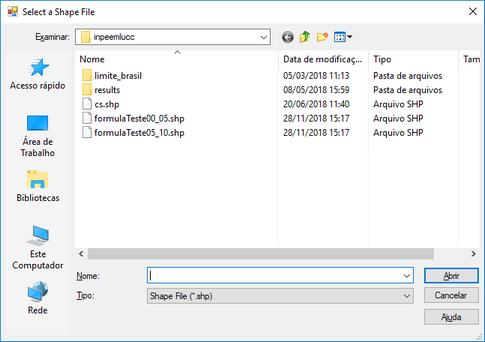 Select a Shape File
Examinar: inpeemlucc
Nome Data de modificaç... Tipo Tam
limite_brasil 05/03/2018 11:13 Pasta de arquivos
results 08/05/2018 15:59 Pasta de arquivos
cs.shp 20/06/2018 11:40 Arquivo SHP
formulaTeste00_05.shp 28/11/2018 15:17 Arquivo SHP
formulaTeste05_10.shp 28/11/2018 15:17 Arquivo SHP
Acesso rápido
Área de
Trabalho
Bibliotecas
Este
Computador
Rede
Nome: Abrir
Tipo: Shape File (*.shp) Cancelar
Ajuda